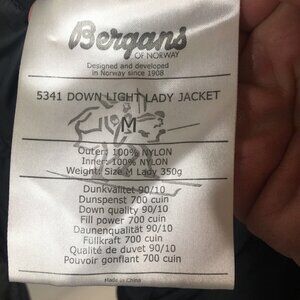 Bergans
OF NORWAY
Designed and developed
in Norway since 1908
5341 DOWN LIGHT LADY JACKET
M
Outer: 100% NYLON
Inner: 100% NYLON
Weight: Size M Lady 350g
Dunkvalitet 90/10
Dunspenst 700 cuin
Down quality 90/10
Fill power 700 cuin
Daunenqualität 90/10
Füllkraft 700 cuin
Qualité de duvet 90/10
Pouvoir gonflant 700 cuin
Made in China